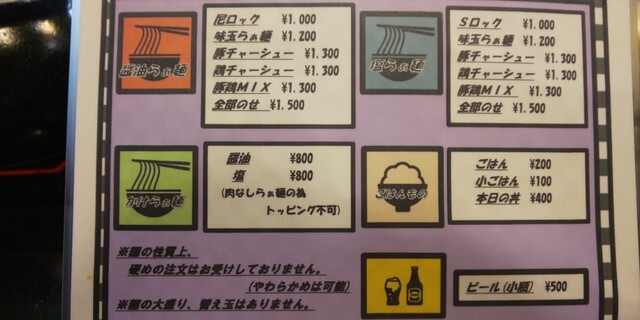 醤油らぁ麺
尼ロック ¥1.000
味玉らぁ麺 ¥1.200
豚チャーシュー ¥1.300
鶏チャーシュー ¥1.300
豚鶏MIX ¥1.300
全部のせ ¥1.500
塩らぁ麺
Sロック ¥1.000
味玉らぁ麺 ¥1.200
豚チャーシュー ¥1.300
鶏チャーシュー ¥1.300
豚鶏MIX ¥1.300
全部のせ ¥1.500
かけらぁ麺
醤油 ¥800
塩 ¥800
(肉なしらぁ麺の為
トッピング不可)
ごはんもの
ごはん ¥200
小ごはん ¥100
本日の丼 ¥400
※麺の性質上、
硬めの注文はお受けしておりません。
(やわらかめは可能)
※麺の大盛り、替え玉はありません。
ビール(小瓶) ¥500